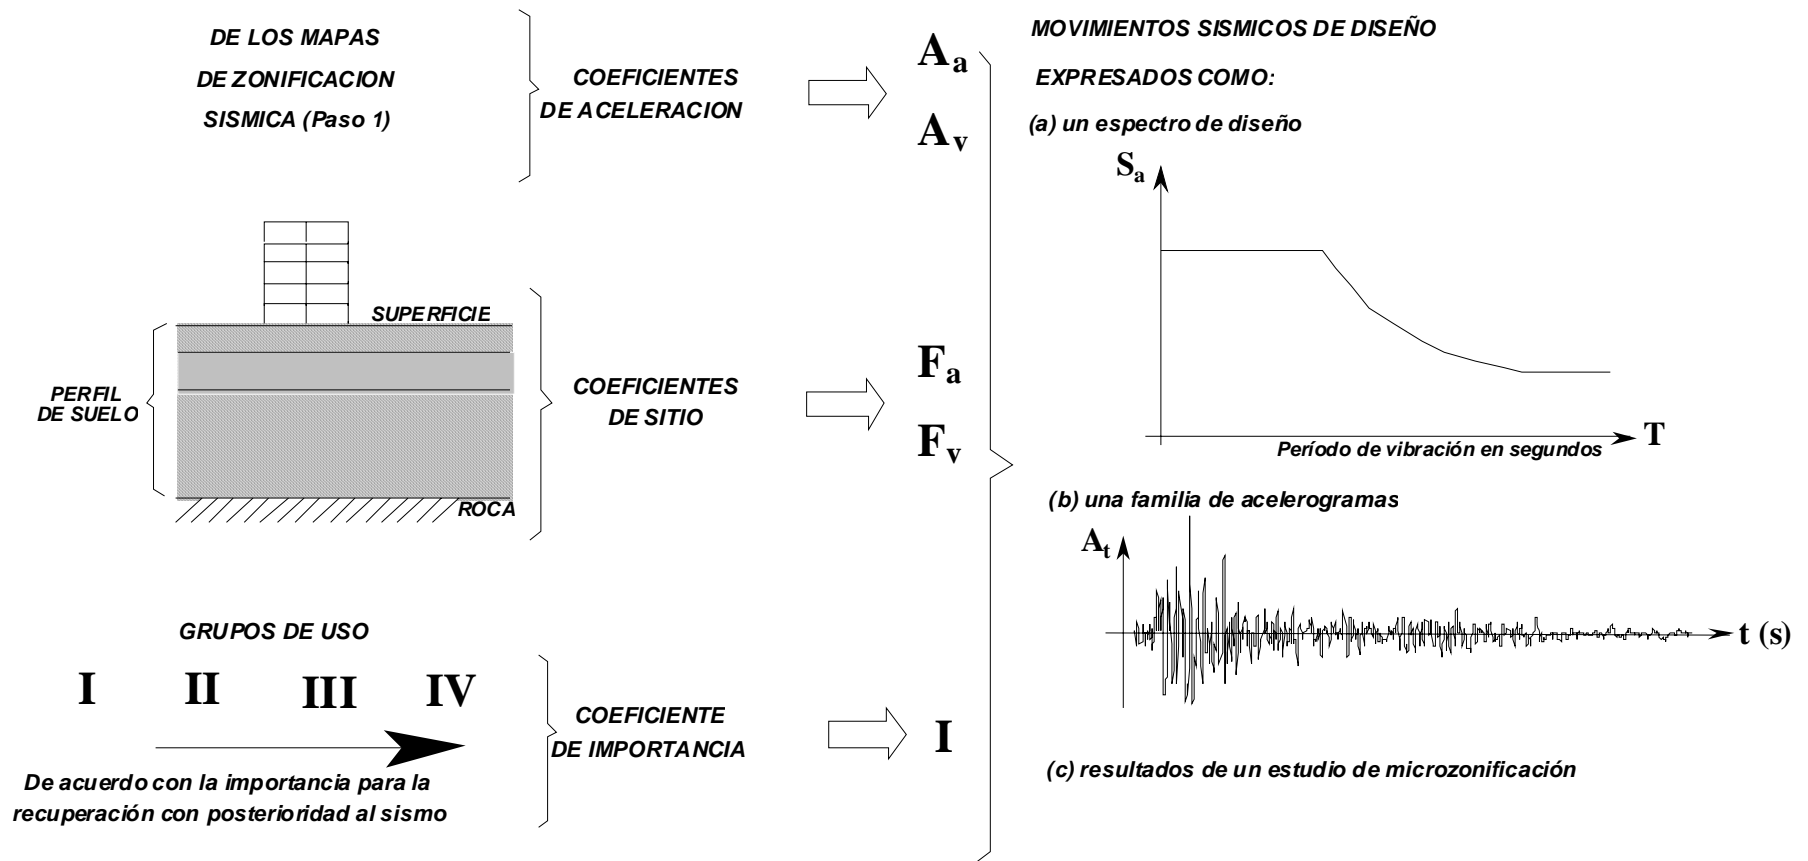 DE LOS MAPAS
DE ZONIFICACION
SISMICA (Paso 1)
COEFICIENTES
DE ACELERACION
Aa
Av
SUPERFICIE
PERFIL
DE SUELO
ROCA
COEFICIENTES
DE SITIO
Fa
Fv
GRUPOS DE USO
I II III IV
De acuerdo con la importancia para la
recuperación con posterioridad al sismo
COEFICIENTE
DE IMPORTANCIA
I
MOVIMIENTOS SISMICOS DE DISEÑO
EXPRESADOS COMO:
(a) un espectro de diseño
Sa
T
Período de vibración en segundos
(b) una familia de acelerogramas
At
t (s)
(c) resultados de un estudio de microzonificación